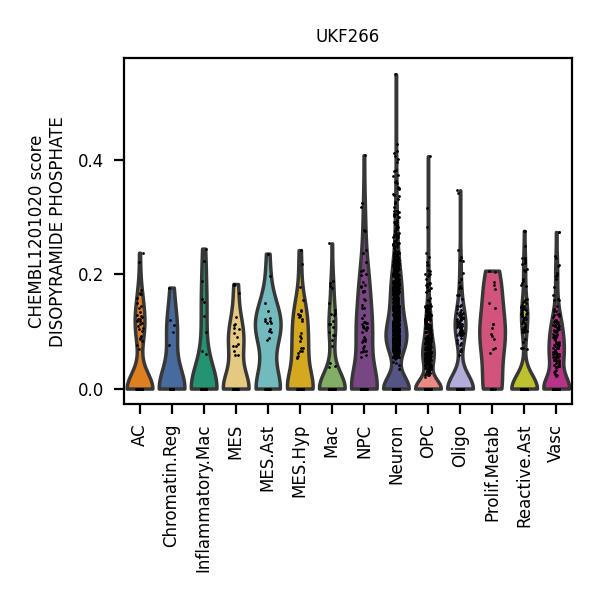 UKF266
CHEMBL1201020 score
DISOPYRAMIDE PHOSPHATE
0.4
0.2
0.0
AC
Chromatin.Reg
Inflammatory.Mac
MES
MES.Ast
MES.Hyp
Mac
NPC
Neuron
OPC
Oligo
Prolif.Metab
Reactive.Ast
Vasc